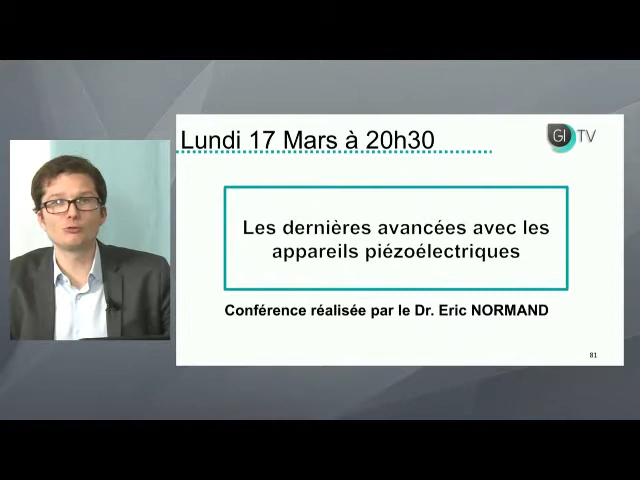 Lundi 17 Mars à 20h30
GI TV
Les dernières avancées avec les
appareils piézoélectriques
Conférence réalisée par le Dr. Eric NORMAND
81